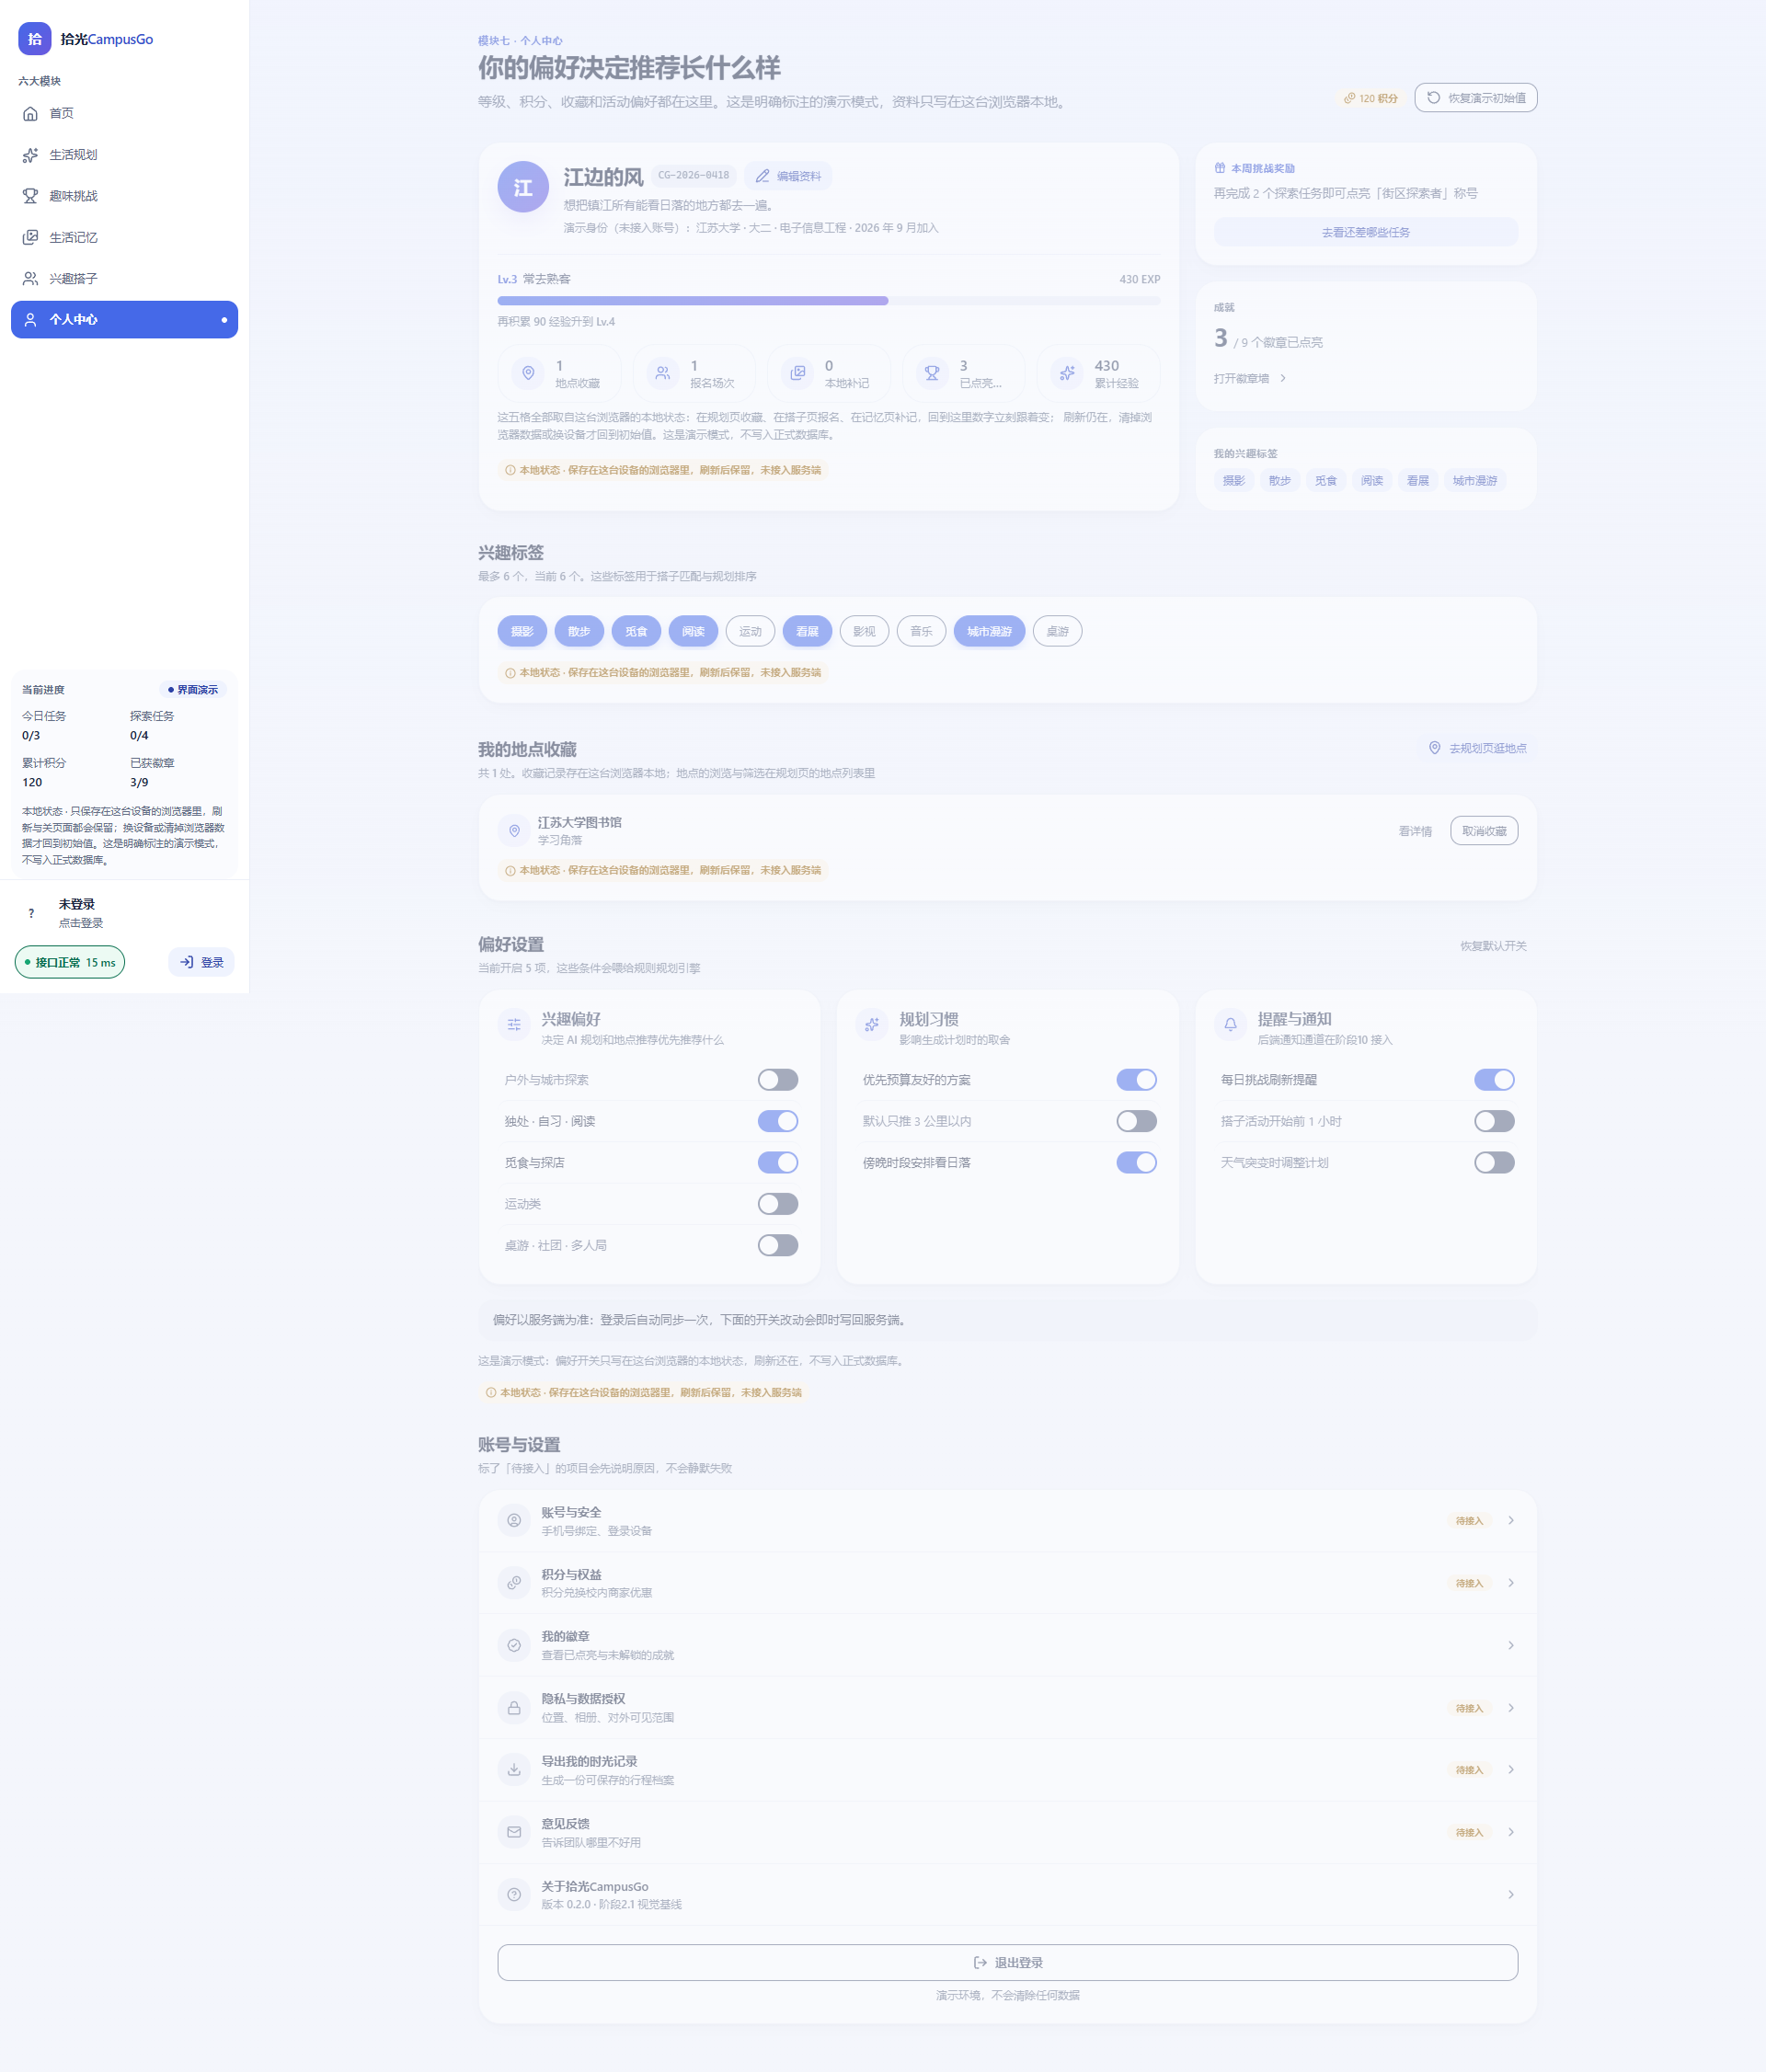 拾 拾光CampusGo
六大模块
首页
生活规划
趣味挑战
生活记忆
兴趣搭子
个人中心
当前进度 界面演示
今日任务 探索任务
0/3 0/4
累计积分 已获徽章
120 3/9
本地状态 · 只保存在这台设备的浏览器里，刷
新与关页面都会保留；换设备或清掉浏览器数
据才回到初始值。这是明确标注的演示模式，
不写入正式数据库。
? 未登录
点击登录
接口正常 15 ms 登录
模块七 · 个人中心
你的偏好决定推荐长什么样
等级、积分、收藏和活动偏好都在这里。这是明确标注的演示模式，资料只写在这台浏览器本地。
120 积分 恢复演示初始值
江 江边的风 CG-2026-0418 编辑资料
想把镇江所有能看日落的地方都去一遍。
演示身份（未接入账号）：江苏大学 · 大二 · 电子信息工程 · 2026 年 9 月加入
Lv.3 常去熟客 430 EXP
再积累 90 经验升到 Lv.4
1 地点收藏
1 报名场次
0 本地补记
3 已点亮...
430 累计经验
这五格全部取自这台浏览器的本地状态：在规划页收藏、在搭子页报名、在记忆页补记，回到这里数字立刻跟着变； 刷新仍在，清掉浏
览器数据或换设备才回到初始值。这是演示模式，不写入正式数据库。
本地状态 · 保存在这台设备的浏览器里，刷新后保留，未接入服务端
本周挑战奖励
再完成 2 个探索任务即可点亮「街区探索者」称号
去看还差哪些任务
成就
3 / 9 个徽章已点亮
打开徽章墙
我的兴趣标签
摄影 散步 觅食 阅读 看展 城市漫游
兴趣标签
最多 6 个，当前 6 个。这些标签用于搭子匹配与规划排序
摄影 散步 觅食 阅读 运动 看展 影视 音乐 城市漫游 桌游
本地状态 · 保存在这台设备的浏览器里，刷新后保留，未接入服务端
我的地点收藏 去规划页逛地点
共 1 处。收藏记录存在这台浏览器本地；地点的浏览与筛选在规划页的地点列表里
江苏大学图书馆
学习角落
看详情 取消收藏
本地状态 · 保存在这台设备的浏览器里，刷新后保留，未接入服务端
偏好设置 恢复默认开关
当前开启 5 项，这些条件会喂给规则规划引擎
兴趣偏好
决定 AI 规划和地点推荐优先推荐什么
户外与城市探索
独处 · 自习 · 阅读
觅食与探店
运动类
桌游 · 社团 · 多人局
规划习惯
影响生成计划时的取舍
优先预算友好的方案
默认只推 3 公里以内
傍晚时段安排看日落
提醒与通知
后端通知通道在阶段10 接入
每日挑战刷新提醒
搭子活动开始前 1 小时
天气突变时调整计划
偏好以服务端为准：登录后自动同步一次，下面的开关改动会即时写回服务端。
这是演示模式：偏好开关只写在这台浏览器的本地状态，刷新还在，不写入正式数据库。
本地状态 · 保存在这台设备的浏览器里，刷新后保留，未接入服务端
账号与设置
标了「待接入」的项目会先说明原因，不会静默失败
账号与安全 待接入
手机号绑定、登录设备
积分与权益 待接入
积分兑换校内商家优惠
我的徽章
查看已点亮与未解锁的成就
隐私与数据授权 待接入
位置、相册、对外可见范围
导出我的时光记录 待接入
生成一份可保存的行程档案
意见反馈 待接入
告诉团队哪里不好用
关于拾光CampusGo
版本 0.2.0 · 阶段2.1 视觉基线
退出登录
演示环境，不会清除任何数据